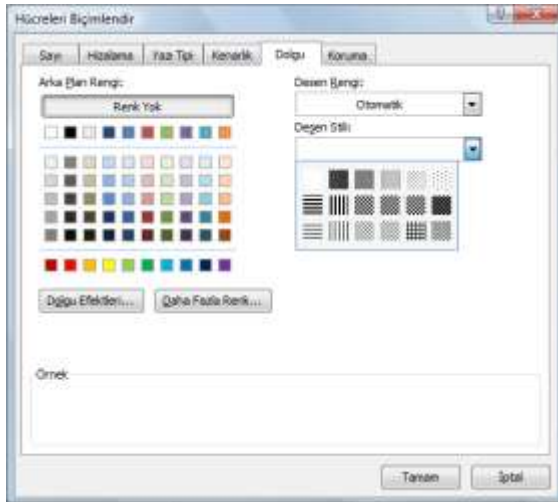 Hücreleri Biçimlendir
Sayı Hizalama Yazı Tipi Kenarlık Dolgu Koruma
Arka Plan Rengi:
Renk Yok
Desen Rengi:
Otomatik
Desen Stili:
Dolgu Efektleri...
Daha Fazla Renk...
Örnek
Tamam
İptal